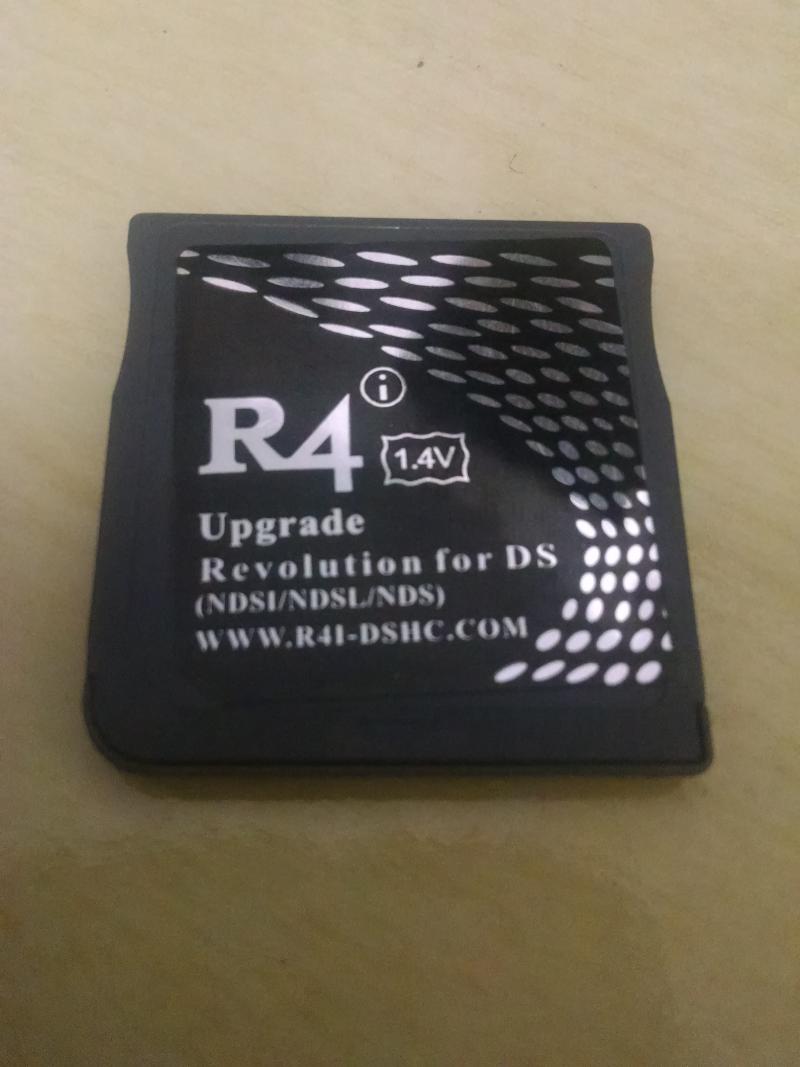 R4 i
1.4V
Upgrade
Revolution for DS
(NDSI/NDSL/NDS)
WWW.R4I-DSHC.COM